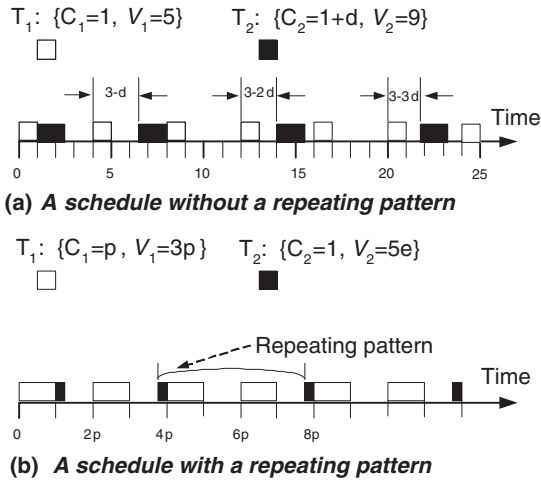 T₁: {C₁=1, V₁=5} T₂: {C₂=1+d, V₂=9}
3-d 3-2d 3-3d
Time
0 5 10 15 20 25
(a) A schedule without a repeating pattern
T₁: {C₁=p, V₁=3p} T₂: {C₂=1, V₂=5e}
Repeating pattern
Time
0 2p 4p 6p 8p
(b) A schedule with a repeating pattern